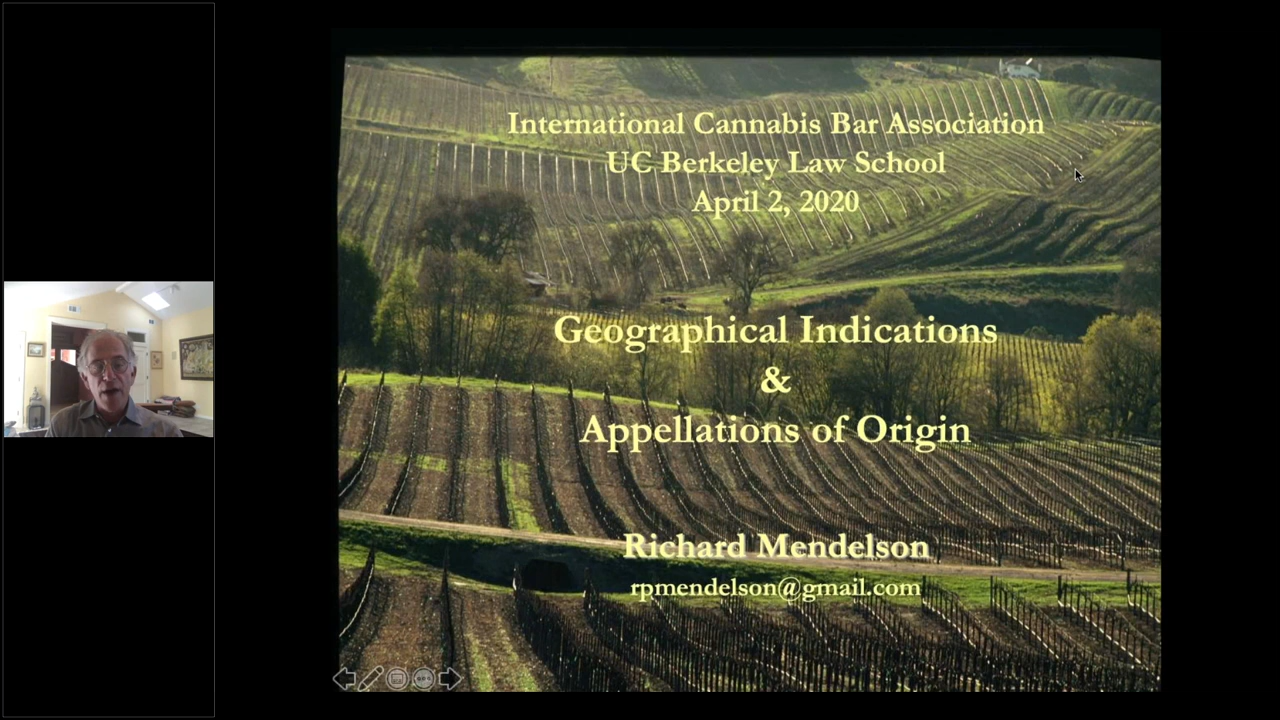 International Cannabis Bar Association
UC Berkeley Law School
April 2, 2020
Geographical Indications
&
Appellations of Origin
Richard Mendelson
rpmendelson@gmail.com